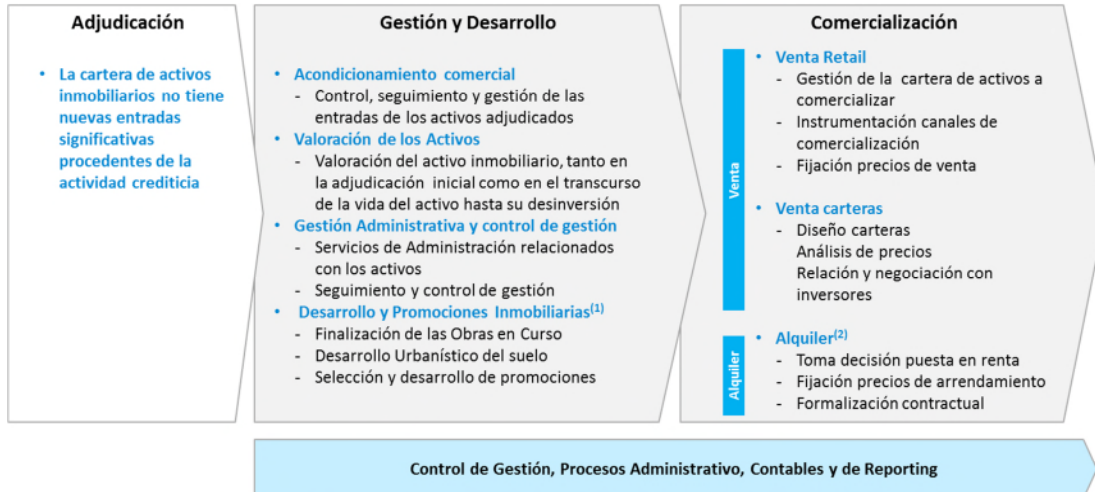 Adjudicación
• La cartera de activos
inmobiliarios no tiene
nuevas entradas
significativas
procedentes de la
actividad crediticia
Gestión y Desarrollo
• Acondicionamiento comercial
- Control, seguimiento y gestión de las
entradas de los activos adjudicados
• Valoración de los Activos
- Valoración del activo inmobiliario, tanto en
la adjudicación inicial como en el transcurso
de la vida del activo hasta su desinversión
• Gestión Administrativa y control de gestión
- Servicios de Administración relacionados
con los activos
- Seguimiento y control de gestión
• Desarrollo y Promociones Inmobiliarias(1)
- Finalización de las Obras en Curso
- Desarrollo Urbanístico del suelo
- Selección y desarrollo de promociones
Comercialización
Venta
• Venta Retail
- Gestión de la cartera de activos a
comercializar
- Instrumentación canales de
comercialización
- Fijación precios de venta
• Venta carteras
- Diseño carteras
Análisis de precios
Relación y negociación con
inversores
Alquiler
• Alquiler(2)
- Toma decisión puesta en renta
- Fijación precios de arrendamiento
- Formalización contractual
Control de Gestión, Procesos Administrativo, Contables y de Reporting